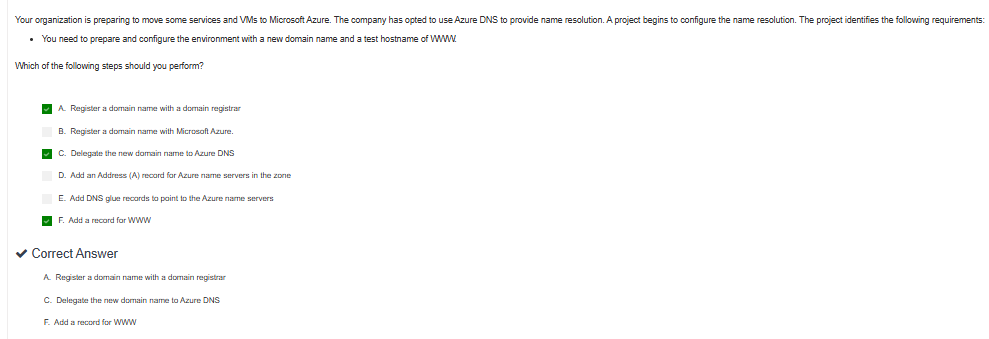 Your organization is preparing to move some services and VMs to Microsoft Azure. The company has opted to use Azure DNS to provide name resolution. A project begins to configure the name resolution. The project identifies the following requirements:
• You need to prepare and configure the environment with a new domain name and a test hostname of WWW.
Which of the following steps should you perform?
A. Register a domain name with a domain registrar
B. Register a domain name with Microsoft Azure.
C. Delegate the new domain name to Azure DNS
D. Add an Address (A) record for Azure name servers in the zone
E. Add DNS glue records to point to the Azure name servers
F. Add a record for WWW
Correct Answer
A. Register a domain name with a domain registrar
C. Delegate the new domain name to Azure DNS
F. Add a record for WWW